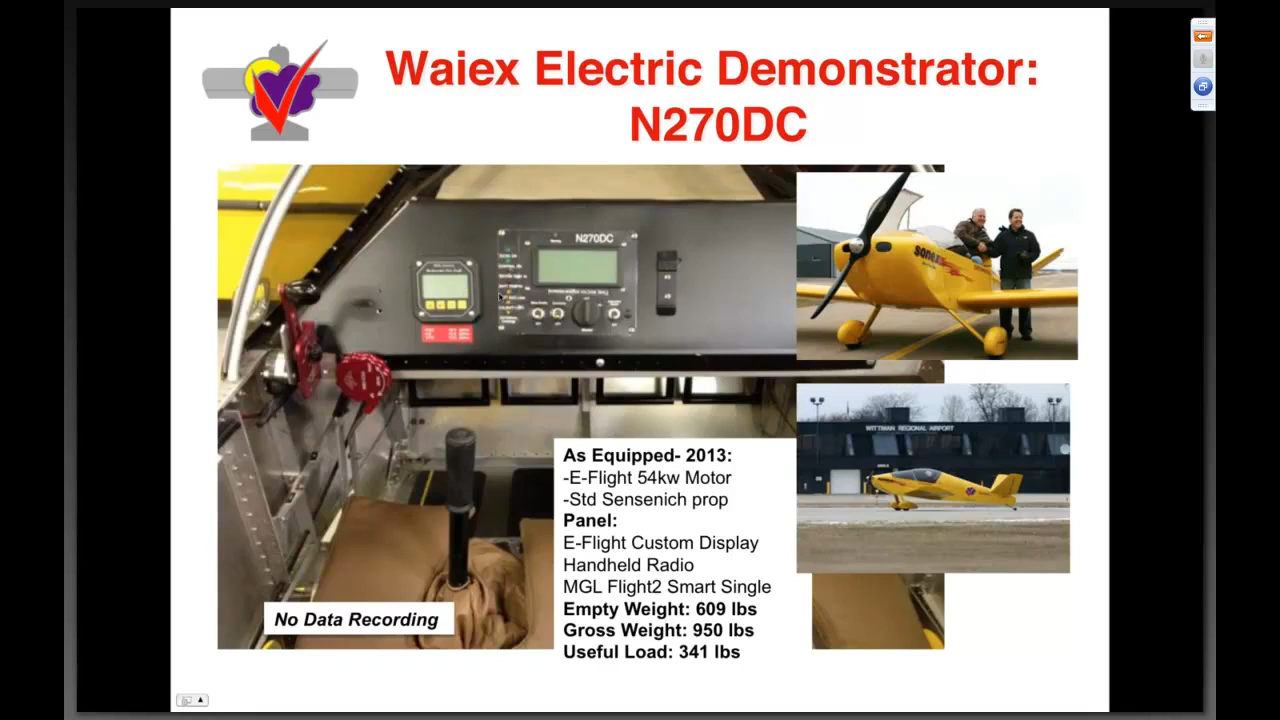 Waiex Electric Demonstrator:
N270DC
N270DC
sonex
WITTMAN REGIONAL AIRPORT
As Equipped- 2013:
-E-Flight 54kw Motor
-Std Sensenich prop
Panel:
E-Flight Custom Display
Handheld Radio
MGL Flight2 Smart Single
Empty Weight: 609 lbs
Gross Weight: 950 lbs
Useful Load: 341 lbs
No Data Recording